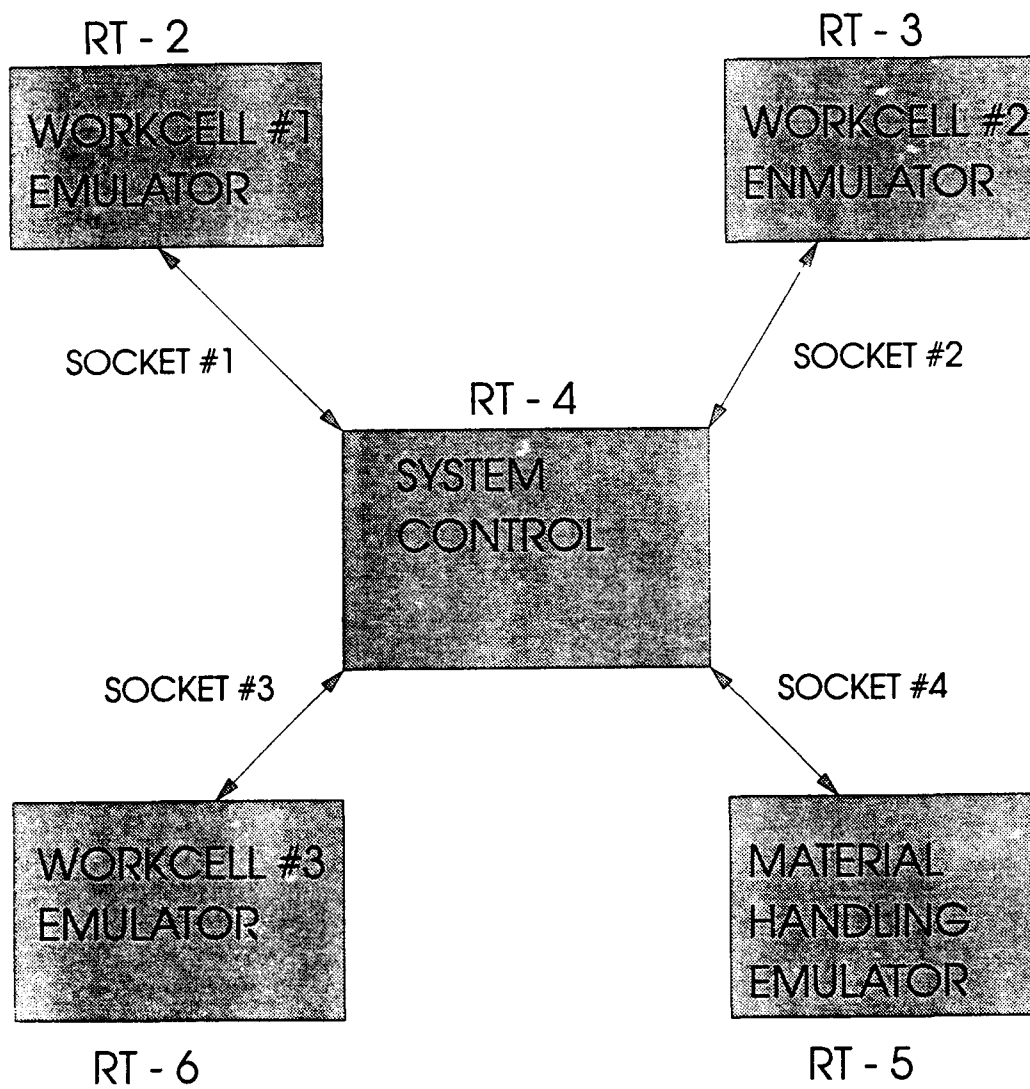 RT - 2
WORKCELL #1
EMULATOR
RT - 3
WORKCELL #2
ENMULATOR
SOCKET #1
SOCKET #2
RT - 4
SYSTEM
CONTROL
SOCKET #3
SOCKET #4
WORKCELL #3
EMULATOR
RT - 6
MATERIAL
HANDLING
EMULATOR
RT - 5